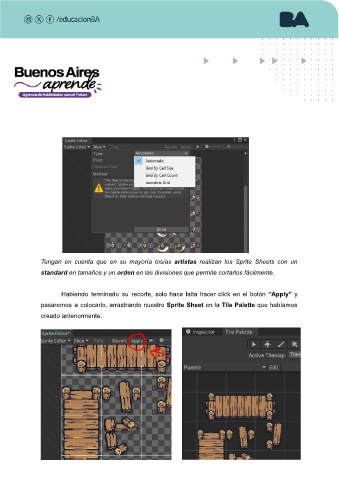 /educacionBA
BA
Buenos Aires
aprende
Agencia de Habilidades para el Futuro
Sprite Editor
Sprite Editor Slice Trim Revert Apply
Type Automatic
Pivot Automatic
Grid By Cell Size
Grid By Cell Count
Method Isometric Grid
Slice
Tengan en cuenta que en su mayoría los/as artistas realizan los Sprite Sheets con un
standard en tamaños y un orden en las divisiones que permite cortarlos fácilmente.
Habiendo terminado su recorte, solo hace falta hacer click en el botón “Apply” y
pasaremos a colocarlo, arrastrando nuestro Sprite Sheet en la Tile Palette que habíamos
creado anteriormente.
Sprite Editor
Sprite Editor Slice Trim Revert Apply
Inspector Tile Palette
Active Tilemap Tilem
Puerto Edit